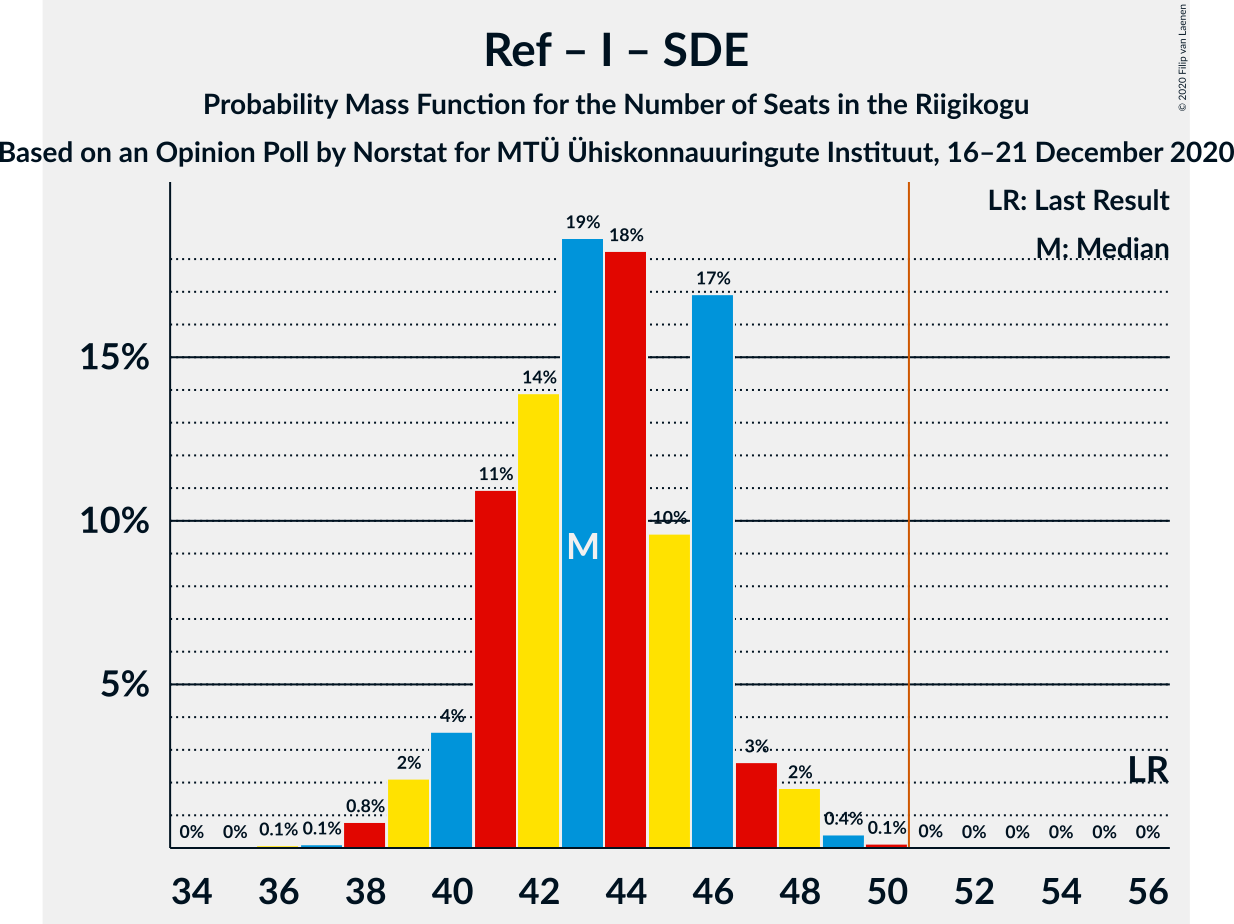 Ref – I – SDE
Probability Mass Function for the Number of Seats in the Riigikogu
Based on an Opinion Poll by Norstat for MTÜ Ühiskonnauuringute Instituut, 16–21 December 2020
© 2020 Filip van Laenen
LR: Last Result
M: Median
19%
18%
17%
15%
14%
11%
10%
10%
M
5%
4%
3%
2%
2%
LR
0.8%
0.4%
0% 0% 0.1% 0.1% 0.1% 0% 0% 0% 0% 0% 0%
34 36 38 40 42 44 46 48 50 52 54 56